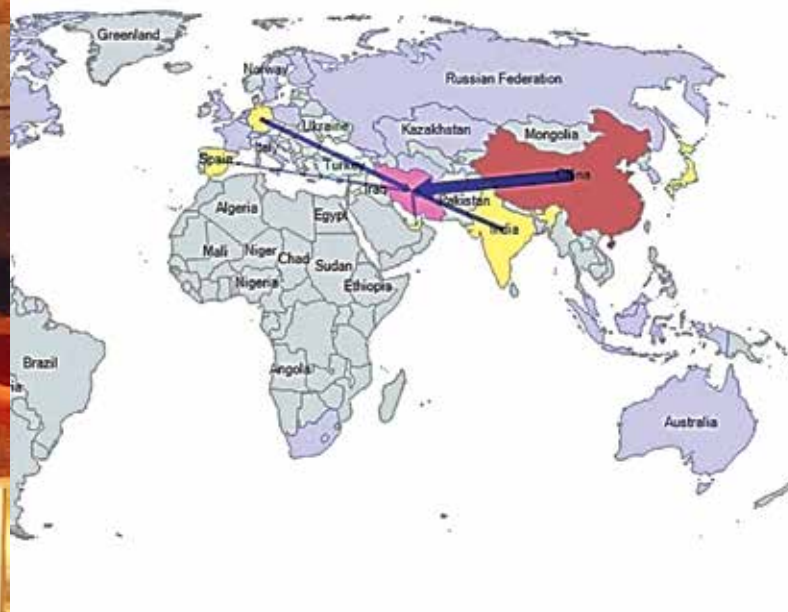 Greenland
Norway
Russian Federation
Ukraine
Kazakhstan
Mongolia
Italy
Spain
Turkey
China
Iraq
Pakistan
Algeria
Egypt
India
Mali
Niger
Chad
Sudan
Nigeria
Ethiopia
Brazil
Angola
ia
Australia